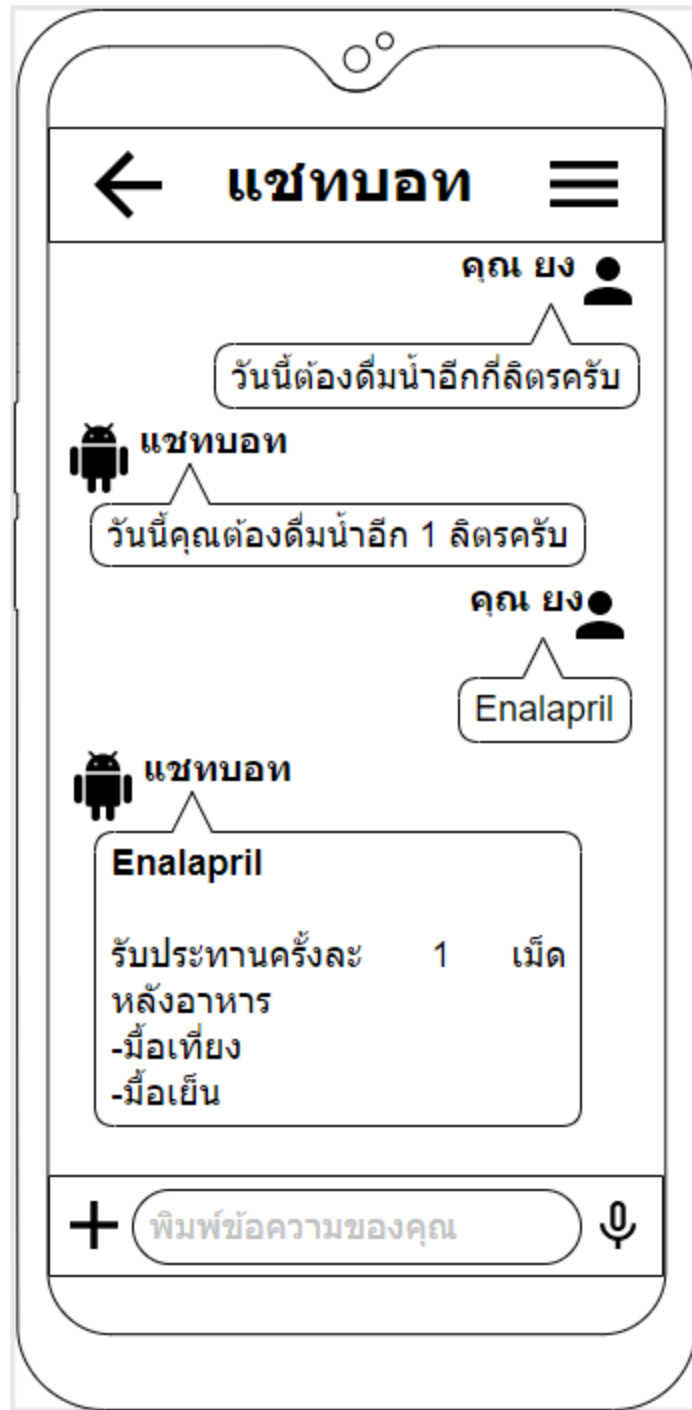 แชทบอท
คุณ ยง
วันนี้ต้องดื่มน้ำอีกกี่ลิตรครับ
แชทบอท
วันนี้คุณต้องดื่มน้ำอีก 1 ลิตรครับ
คุณ ยง
Enalapril
แชทบอท
Enalapril
รับประทานครั้งละ 1 เม็ด
หลังอาหาร
-มื้อเที่ยง
-มื้อเย็น
พิมพ์ข้อความของคุณ